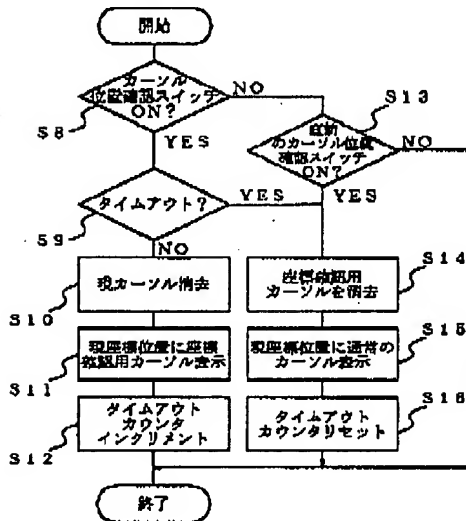 開始
カーソル
位置確認スイッチ
ON?
NO
S8
YES
S13
直前
のカーソル位置
確認スイッチ
ON?
NO
YES
タイムアウト?
YES
S9
NO
現カーソル消去
S10
座標確認用
カーソルを消去
S14
現座標位置に座標
確認用カーソル表示
S11
現座標位置に通常の
カーソル表示
S15
タイムアウト
カウンタ
インクリメント
S12
タイムアウト
カウンタリセット
S16
終了